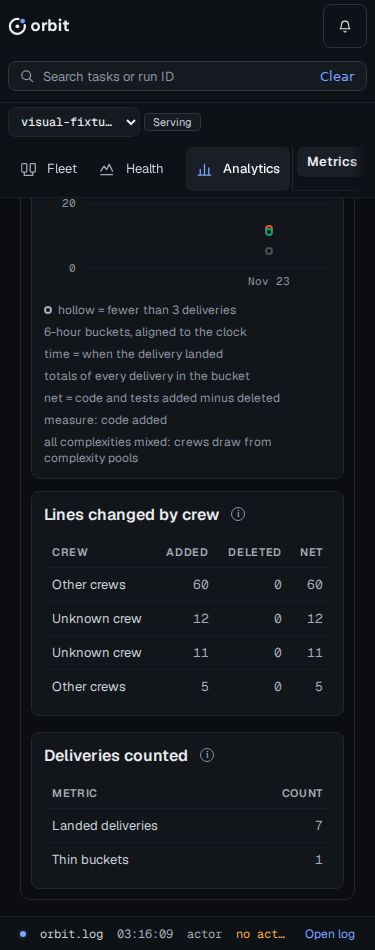 orbit
Search tasks or run ID Clear
visual-fixtu… Serving
Fleet Health Analytics Metrics
20
0
Nov 23
hollow = fewer than 3 deliveries
6-hour buckets, aligned to the clock
time = when the delivery landed
totals of every delivery in the bucket
net = code and tests added minus deleted
measure: code added
all complexities mixed: crews draw from
complexity pools
Lines changed by crew
CREW ADDED DELETED NET
Other crews 60 0 60
Unknown crew 12 0 12
Unknown crew 11 0 11
Other crews 5 0 5
Deliveries counted
METRIC COUNT
Landed deliveries 7
Thin buckets 1
orbit.log 03:16:09 actor no act… Open log